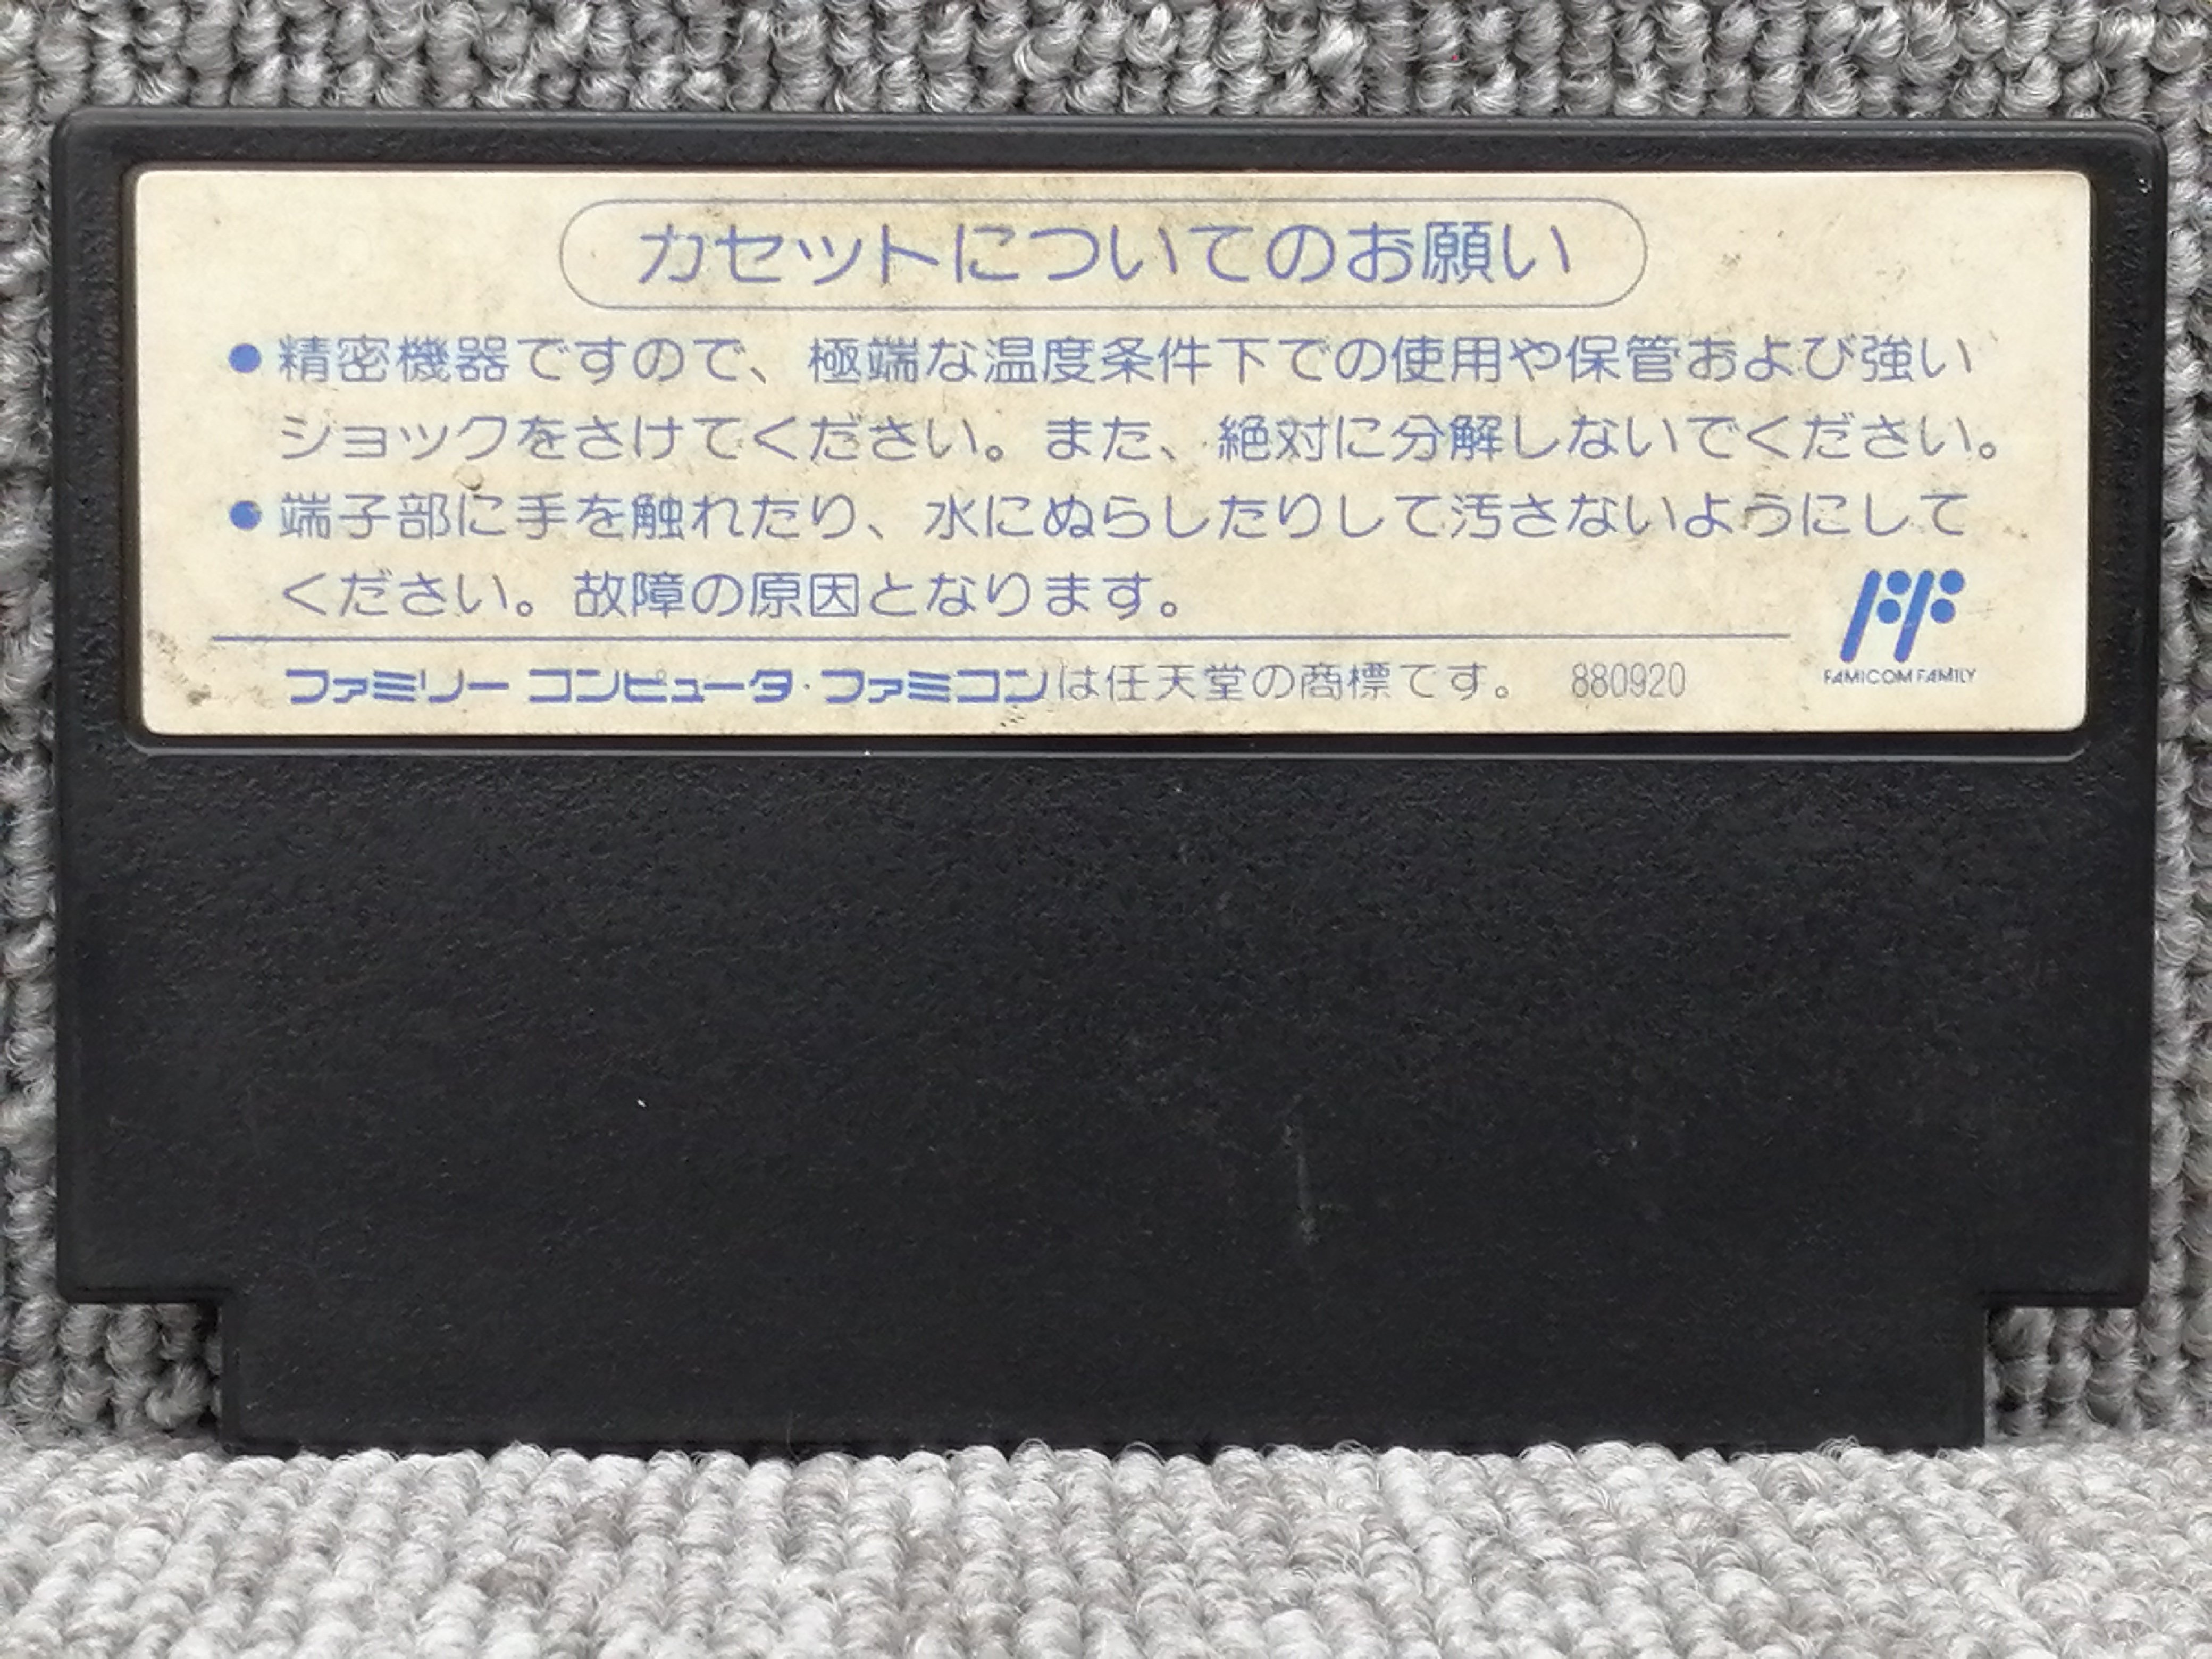 カセットについてのお願い
●精密機器ですので、極端な温度条件下での使用や保管および強い
ショックをさけてください。また、絶対に分解しないでください。
●端子部に手を触れたり、水にぬらしたりして汚さないようにして
ください。故障の原因となります。
ファミリー コンピュータ・ファミコンは任天堂の商標です。 880920
FAMICOM FAMILY